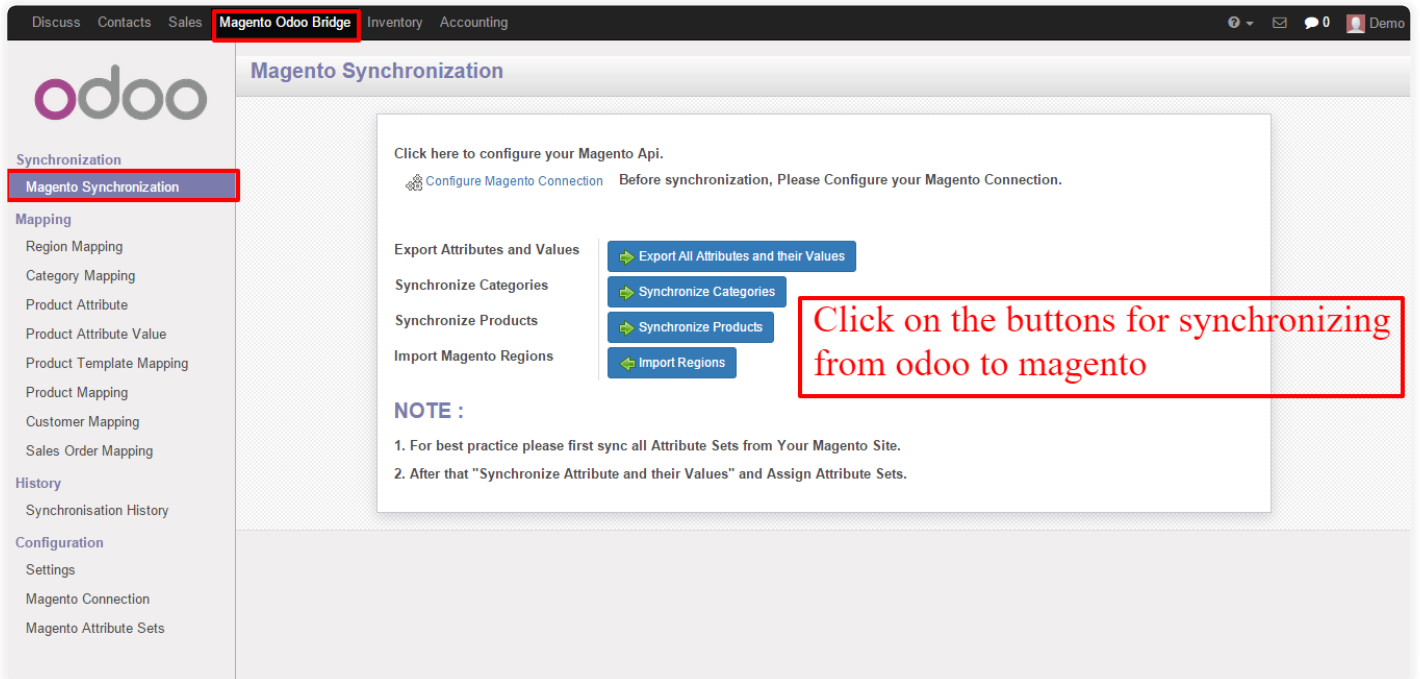 Discuss Contacts Sales Magento Odoo Bridge Inventory Accounting 0 Demo
odoo
Magento Synchronization
Synchronization
Magento Synchronization
Mapping
Region Mapping
Category Mapping
Product Attribute
Product Attribute Value
Product Template Mapping
Product Mapping
Customer Mapping
Sales Order Mapping
History
Synchronisation History
Configuration
Settings
Magento Connection
Magento Attribute Sets
Click here to configure your Magento Api.
Configure Magento Connection Before synchronization, Please Configure your Magento Connection.
Export Attributes and Values Export All Attributes and their Values
Synchronize Categories Synchronize Categories
Synchronize Products Synchronize Products
Import Magento Regions Import Regions
Click on the buttons for synchronizing
from odoo to magento
NOTE :
1. For best practice please first sync all Attribute Sets from Your Magento Site.
2. After that "Synchronize Attribute and their Values" and Assign Attribute Sets.